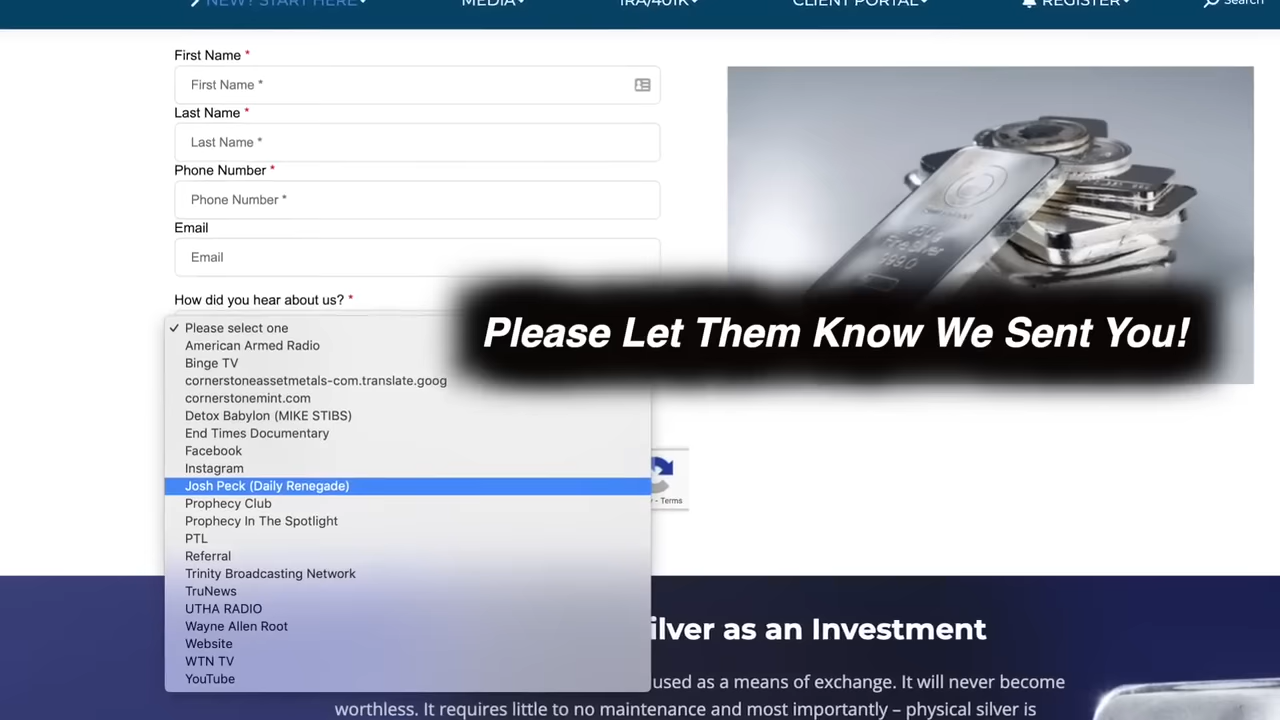 NEW? START HERE
MEDIA
IRA/401K
CLIENT PORTAL
REGISTER
Search
First Name *
First Name *
Last Name *
Last Name *
Phone Number *
Phone Number *
Email
Email
How did you hear about us? *
Please select one
American Armed Radio
Binge TV
cornerstoneassetmetals-com.translate.goog
cornerstonemint.com
Detox Babylon (MIKE STIBS)
End Times Documentary
Facebook
Instagram
Josh Peck (Daily Renegade)
Prophecy Club
Prophecy In The Spotlight
PTL
Referral
Trinity Broadcasting Network
TruNews
UTHA RADIO
Wayne Allen Root
Website
WTN TV
YouTube
Please Let Them Know We Sent You!
Fine Silver
999.0
- Terms
ilver as an Investment
used as a means of exchange. It will never become
worthless. It requires little to no maintenance and most importantly – physical silver is